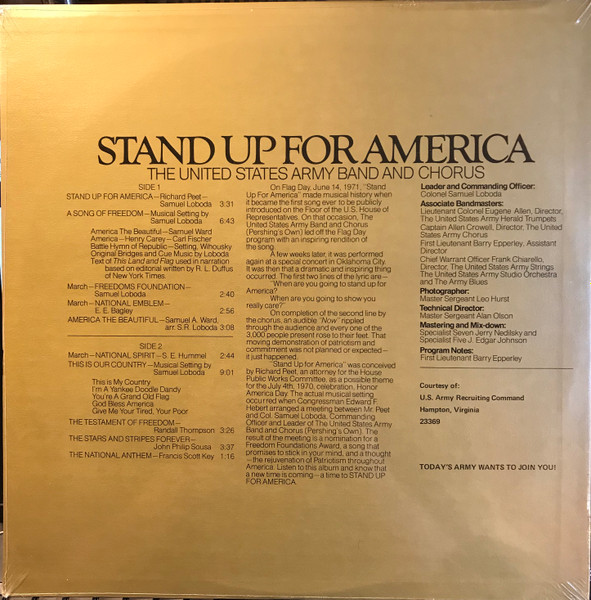 STAND UP FOR AMERICA
THE UNITED STATES ARMY BAND AND CHORUS
SIDE 1
STAND UP FOR AMERICA—Richard Peet—
Samuel Loboda 3:31
A SONG OF FREEDOM—Musical Setting by
Samuel Loboda 6:43
America The Beautiful—Samuel Ward
America—Henry Carey—Carl Fischer
Battle Hymn of Republic—Setting, Wilhousky
Original Bridges and Cue Music by Loboda
Text of This Land and Flag used in narration
based on editorial written by R. L. Duffus
of New York Times
March—FREEDOMS FOUNDATION—
Samuel Loboda 2:40
March—NATIONAL EMBLEM—
E. E. Bagley 2:56
AMERICA THE BEAUTIFUL—Samuel A. Ward,
arr. S.R. Loboda 3:08
SIDE 2
March—NATIONAL SPIRIT—S. E. Hummel 2:44
THIS IS OUR COUNTRY—Musical Setting by
Samuel Loboda 9:01
This is My Country
I'm A Yankee Doodle Dandy
You're A Grand Old Flag
God Bless America
Give Me Your Tired, Your Poor
THE TESTAMENT OF FREEDOM—
Randall Thompson 3:26
THE STARS AND STRIPES FOREVER—
John Philip Sousa 3:37
THE NATIONAL ANTHEM—Francis Scott Key 1:16
On Flag Day, June 14, 1971, "Stand
Up For America" made musical history when
it became the first song ever to be publicly
introduced on the Floor of the U.S. House of
Representatives. On that occasion, The
United States Army Band and Chorus
(Pershing's Own) led off the Flag Day
program with an inspiring rendition of
the song.
A few weeks later, it was performed
again at a special concert in Oklahoma City.
It was then that a dramatic and inspiring thing
occurred. The first two lines of the lyric are—
"When are you going to stand up for
America?
When are you going to show you
really care?"
On completion of the second line by
the chorus, an audible "Now" rippled
through the audience and every one of the
3,000 people present rose to their feet. That
moving demonstration of patriotism and
commitment was not planned or expected—
it just happened.
"Stand Up for America" was conceived
by Richard Peet, an attorney for the House
Public Works Committee, as a possible theme
for the July 4th, 1970, celebration, Honor
America Day. The actual musical setting
occurred when Congressman Edward F.
Hebert arranged a meeting between Mr. Peet
and Col. Samuel Loboda, Commanding
Officer and Leader of The United States Army
Band and Chorus (Pershing's Own). The
result of the meeting is a nomination for a
Freedom Foundations Award, a song that
promises to stick in your mind, and a thought
—the rejuvenation of Patriotism throughout
America. Listen to this album and know that
a new time is coming—a time to STAND UP
FOR AMERICA
Leader and Commanding Officer:
Colonel Samuel Loboda
Associate Bandmasters:
Lieutenant Colonel Eugene Allen, Director,
The United States Army Herald Trumpets
Captain Allen Crowell, Director, The United
States Army Chorus
First Lieutenant Barry Epperley, Assistant
Director
Chief Warrant Officer Frank Chiarello,
Director, The United States Army Strings
The United States Army Studio Orchestra
and The Army Blues
Photographer:
Master Sergeant Leo Hurst
Technical Director:
Master Sergeant Alan Olson
Mastering and Mix-down:
Specialist Seven Jerry Nedilsky and
Specialist Five J. Edgar Johnson
Program Notes:
First Lieutenant Barry Epperley
Courtesy of:
U.S. Army Recruiting Command
Hampton, Virginia
23369
TODAY'S ARMY WANTS TO JOIN YOU!